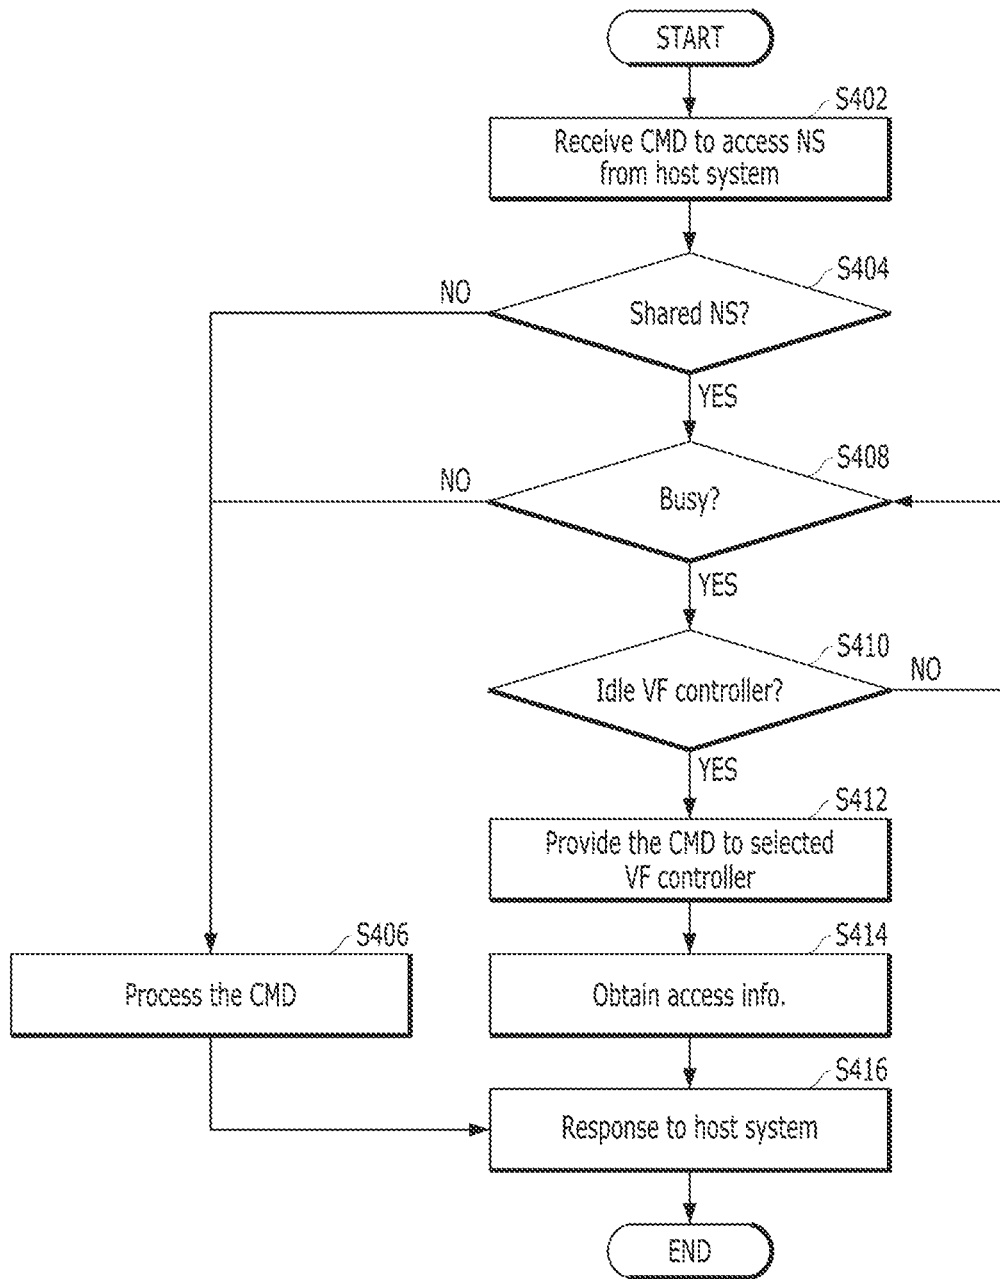 START
S402
Receive CMD to access NS
from host system
S404
NO
Shared NS?
YES
S408
NO
Busy?
YES
S410
Idle VF controller?
NO
YES
S412
Provide the CMD to selected
VF controller
S406
Process the CMD
S414
Obtain access info.
S416
Response to host system
END